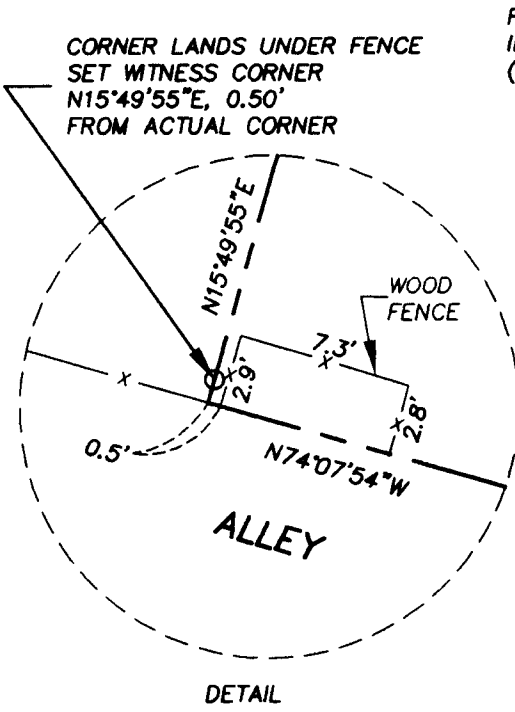 CORNER LANDS UNDER FENCE
SET WITNESS CORNER
N15°49'55"E, 0.50'
FROM ACTUAL CORNER
N15°49'55"E
WOOD
FENCE
7.3'
2.9'
2.8'
0.5'
N74°07'54"W
ALLEY
DETAIL